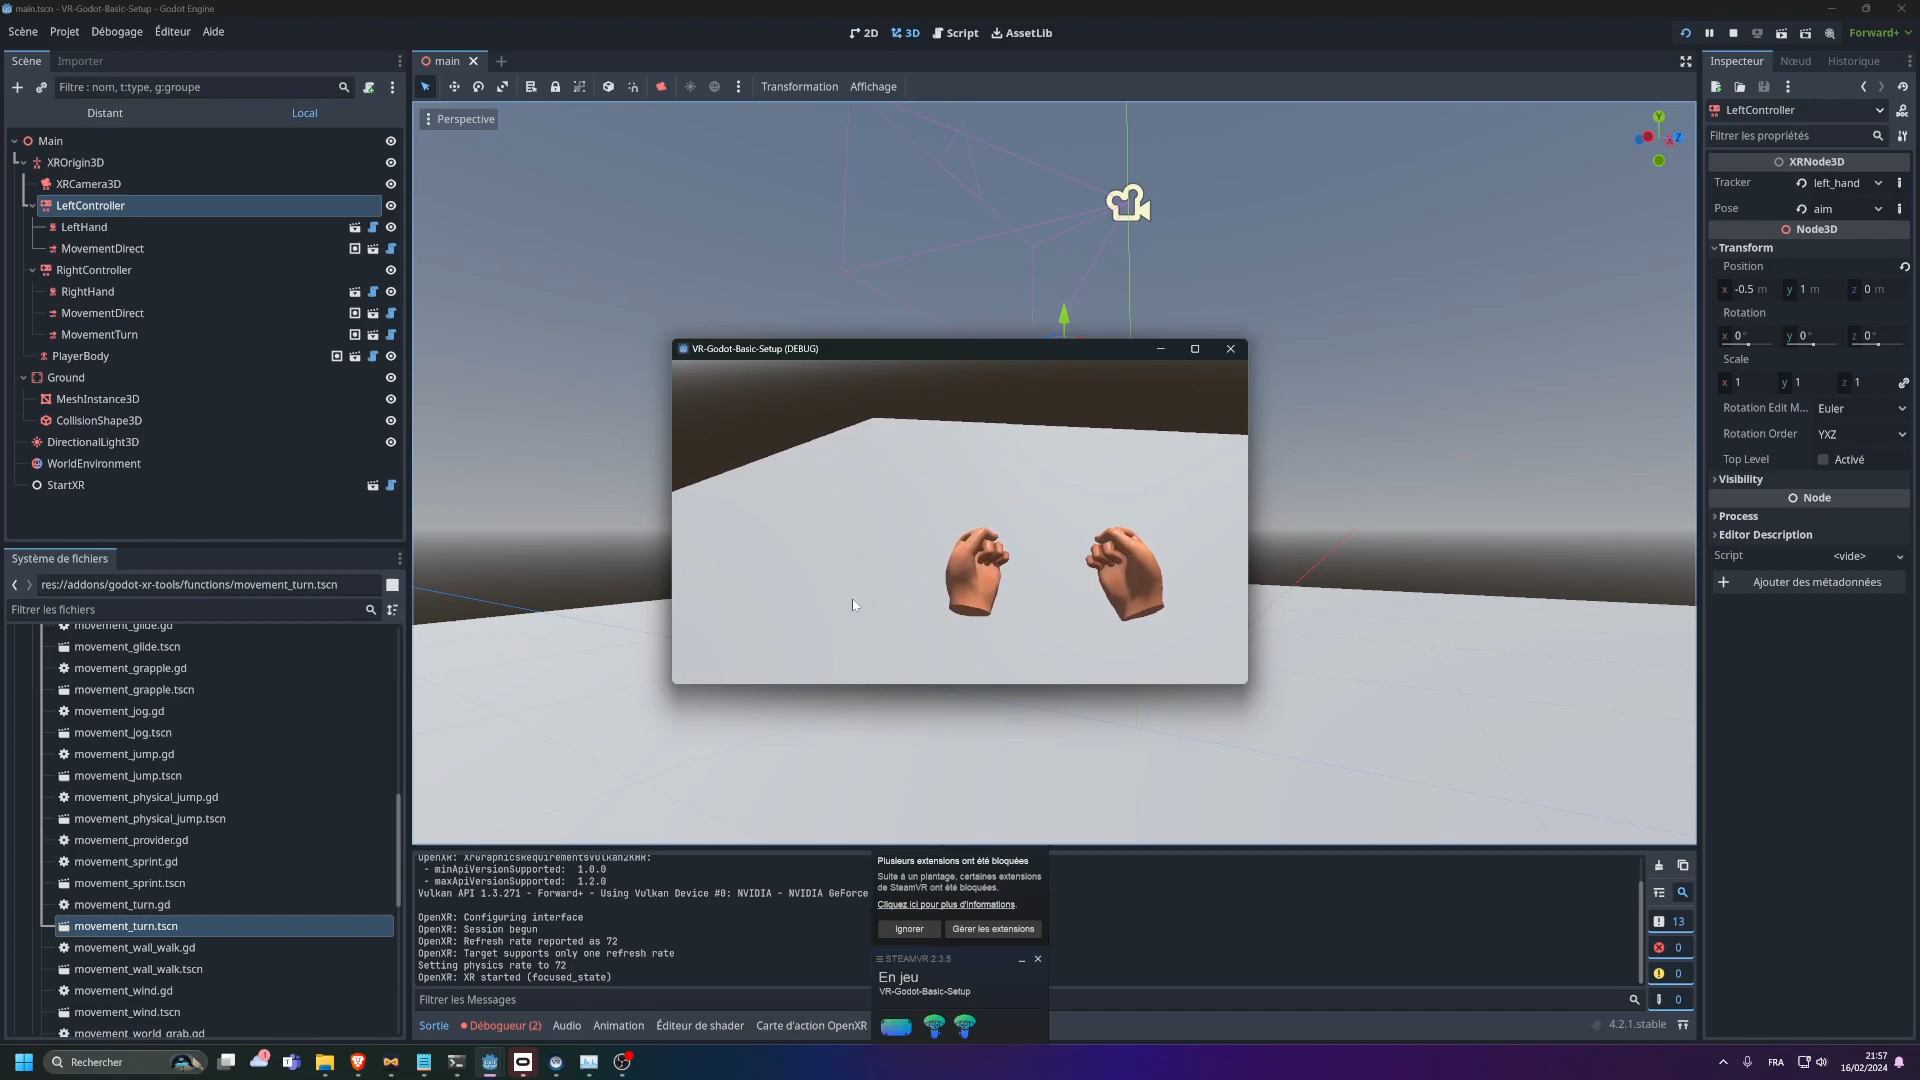 main.tscn - VR-Godot-Basic-Setup - Godot Engine
Scène Projet Débogage Éditeur Aide
2D 3D Script AssetLib
Forward+
Scène Importer
main
Inspecteur Nœud Historique
Filtre : nom, t:type, g:groupe
Transformation Affichage
Distant Local
LeftController
Perspective
Filtrer les propriétés
Main
XROrigin3D
XRCamera3D
LeftController
LeftHand
MovementDirect
RightController
RightHand
MovementDirect
MovementTurn
PlayerBody
Ground
MeshInstance3D
CollisionShape3D
DirectionalLight3D
WorldEnvironment
StartXR
Y
Z
XRNode3D
Tracker left_hand
Pose aim
Node3D
Transform
Position
x -0.5 m y 1 m z 0 m
Rotation
x 0° y 0° z 0°
Scale
x 1 y 1 z 1
Rotation Edit M... Euler
Rotation Order YXZ
Top Level Activé
Visibility
Node
Process
Editor Description
Script <vide>
Ajouter des métadonnées
VR-Godot-Basic-Setup (DEBUG)
Système de fichiers
res://addons/godot-xr-tools/functions/movement_turn.tscn
Filtrer les fichiers
movement_glide.gd
movement_glide.tscn
movement_grapple.gd
movement_grapple.tscn
movement_jog.gd
movement_jog.tscn
movement_jump.gd
movement_jump.tscn
movement_physical_jump.gd
movement_physical_jump.tscn
movement_provider.gd
movement_sprint.gd
movement_sprint.tscn
movement_turn.gd
movement_turn.tscn
movement_wall_walk.gd
movement_wall_walk.tscn
movement_wind.gd
movement_wind.tscn
movement_world_grab.gd
OpenXR: XrGraphicsRequirementsVulkan2KHR:
- minApiVersionSupported: 1.0.0
- maxApiVersionSupported: 1.2.0
Vulkan API 1.3.271 - Forward+ - Using Vulkan Device #0: NVIDIA - NVIDIA GeForce
OpenXR: Configuring interface
OpenXR: Session begun
OpenXR: Refresh rate reported as 72
OpenXR: Target supports only one refresh rate
Setting physics rate to 72
OpenXR: XR started (focused_state)
Filtrer les Messages
Sortie Débogueur (2) Audio Animation Éditeur de shader Carte d'action OpenXR
Plusieurs extensions ont été bloquées
Suite à un plantage, certaines extensions
de SteamVR ont été bloquées.
Cliquez ici pour plus d'informations.
Ignorer Gérer les extensions
STEAMVR 2.3.5
En jeu
VR-Godot-Basic-Setup
13
0
0
0
4.2.1.stable
Rechercher
1
FRA
21:57
16/02/2024